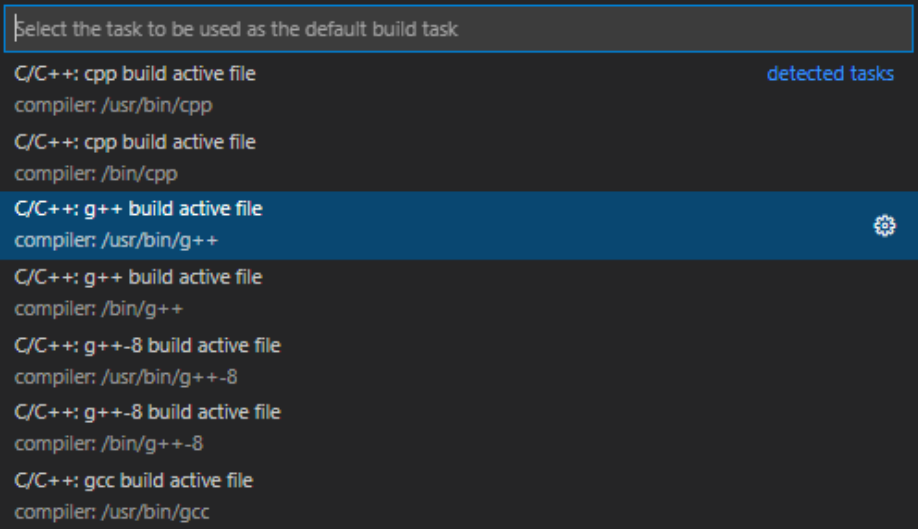 Select the task to be used as the default build task
C/C++: cpp build active file detected tasks
compiler: /usr/bin/cpp
C/C++: cpp build active file
compiler: /bin/cpp
C/C++: g++ build active file
compiler: /usr/bin/g++
C/C++: g++ build active file
compiler: /bin/g++
C/C++: g++-8 build active file
compiler: /usr/bin/g++-8
C/C++: g++-8 build active file
compiler: /bin/g++-8
C/C++: gcc build active file
compiler: /usr/bin/gcc